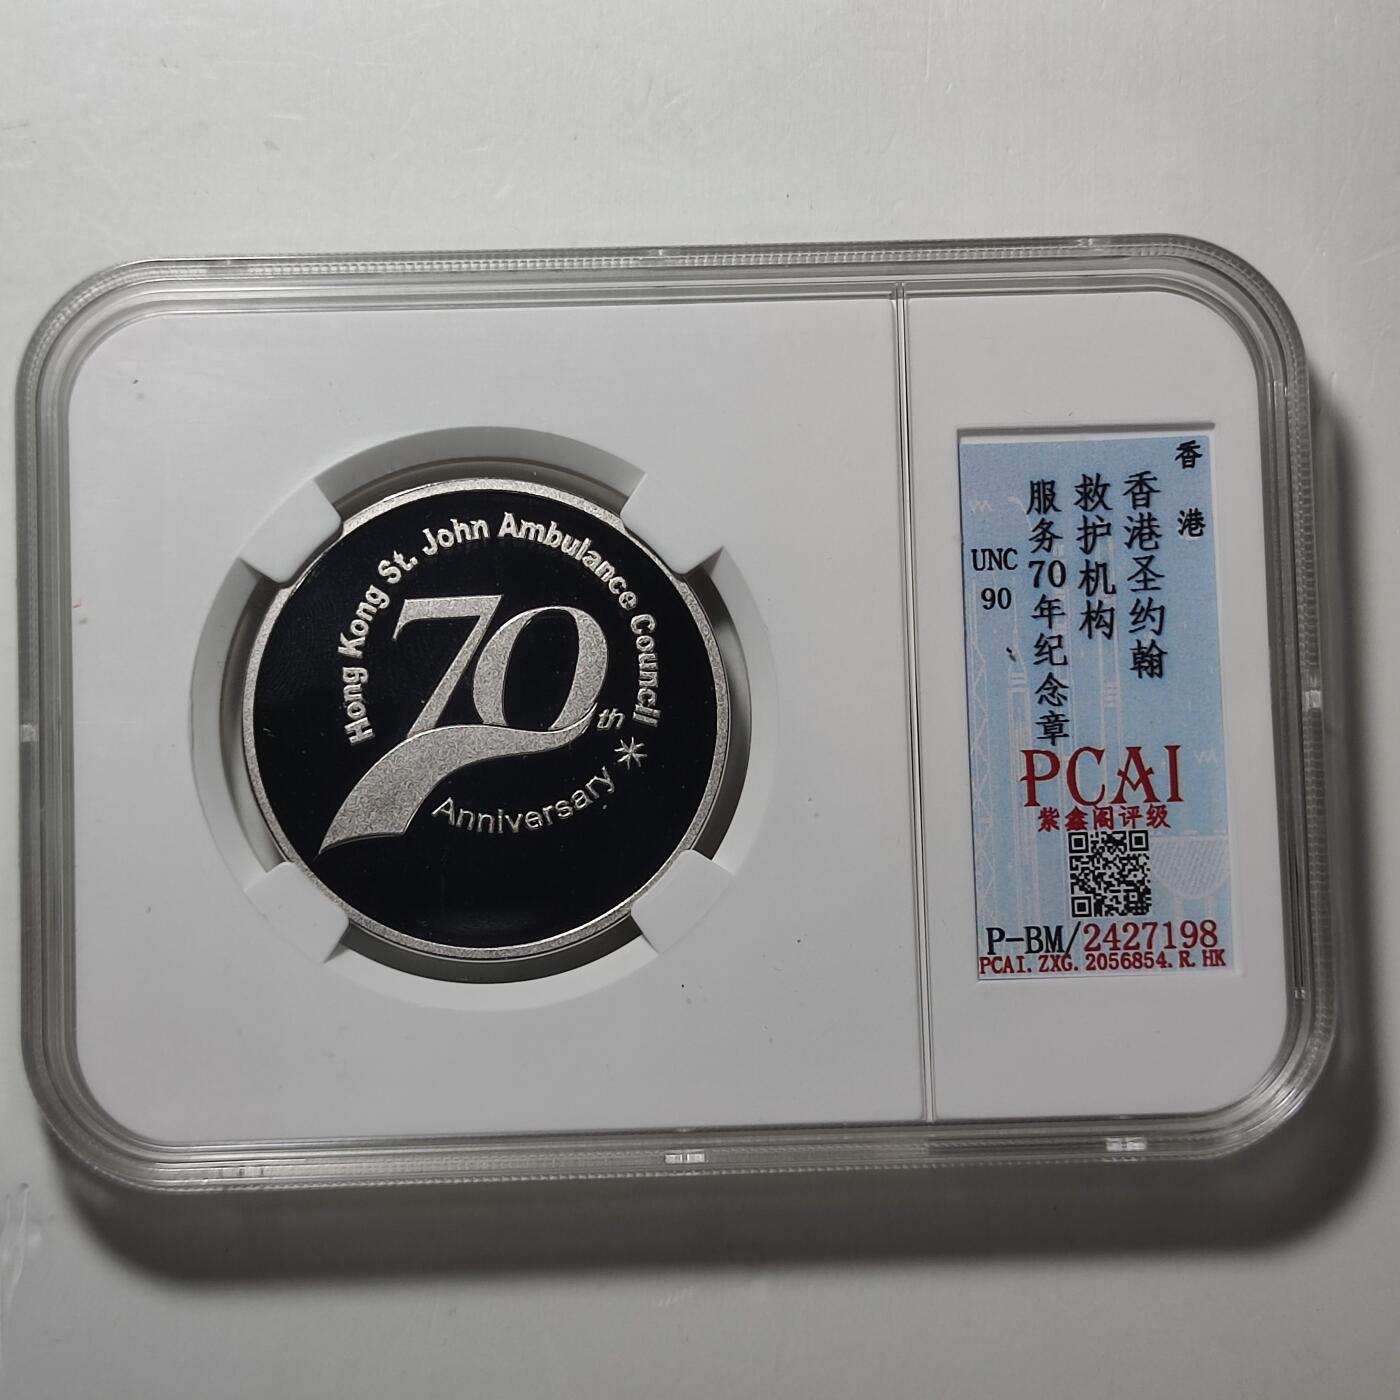 Hong Kong St. John Ambulance Council
70th
Anniversary
香港
香港圣约翰
救护机构
服务70年纪念章
UNC
90
PCAI
紫鑫阁评级
P-BM/2427198
PCAI. ZXG. 2056854. R. HK